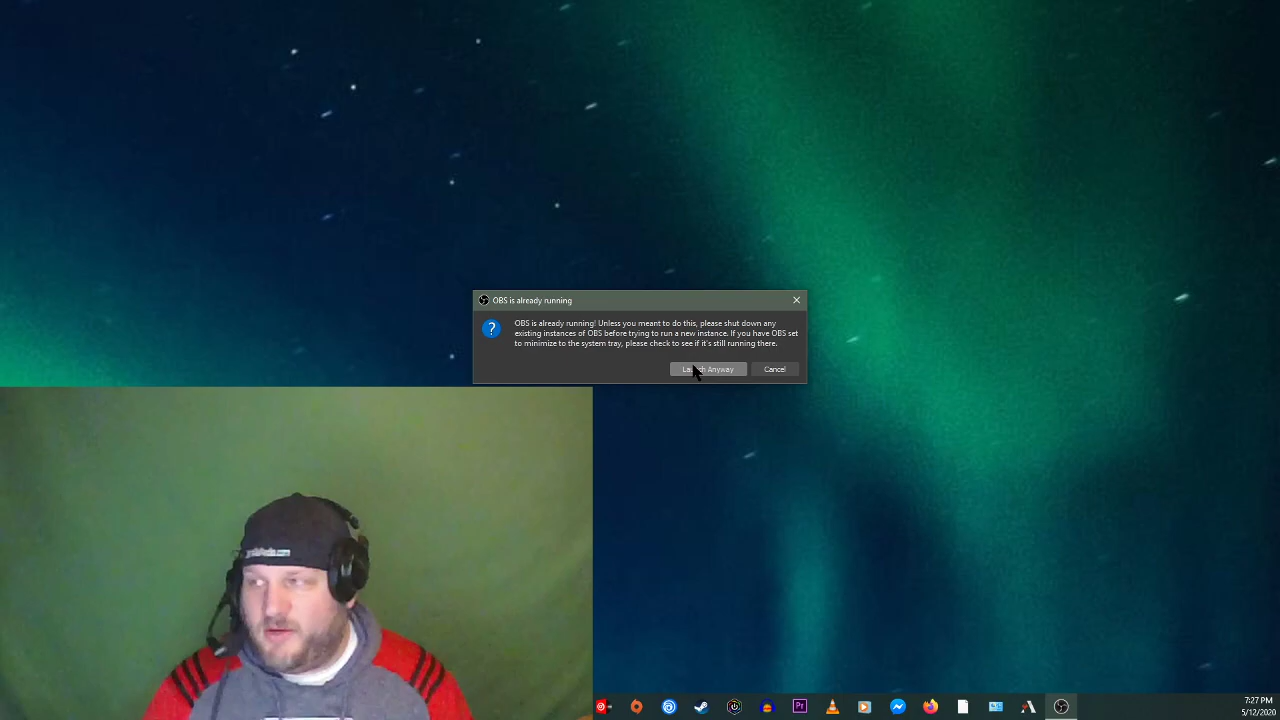 OBS is already running
OBS is already running! Unless you meant to do this, please shut down any
existing instances of OBS before trying to run a new instance. If you have OBS set
to minimize to the system tray, please check to see if it's still running there.
Launch Anyway
Cancel
Pr
7:27 PM
5/12/2020